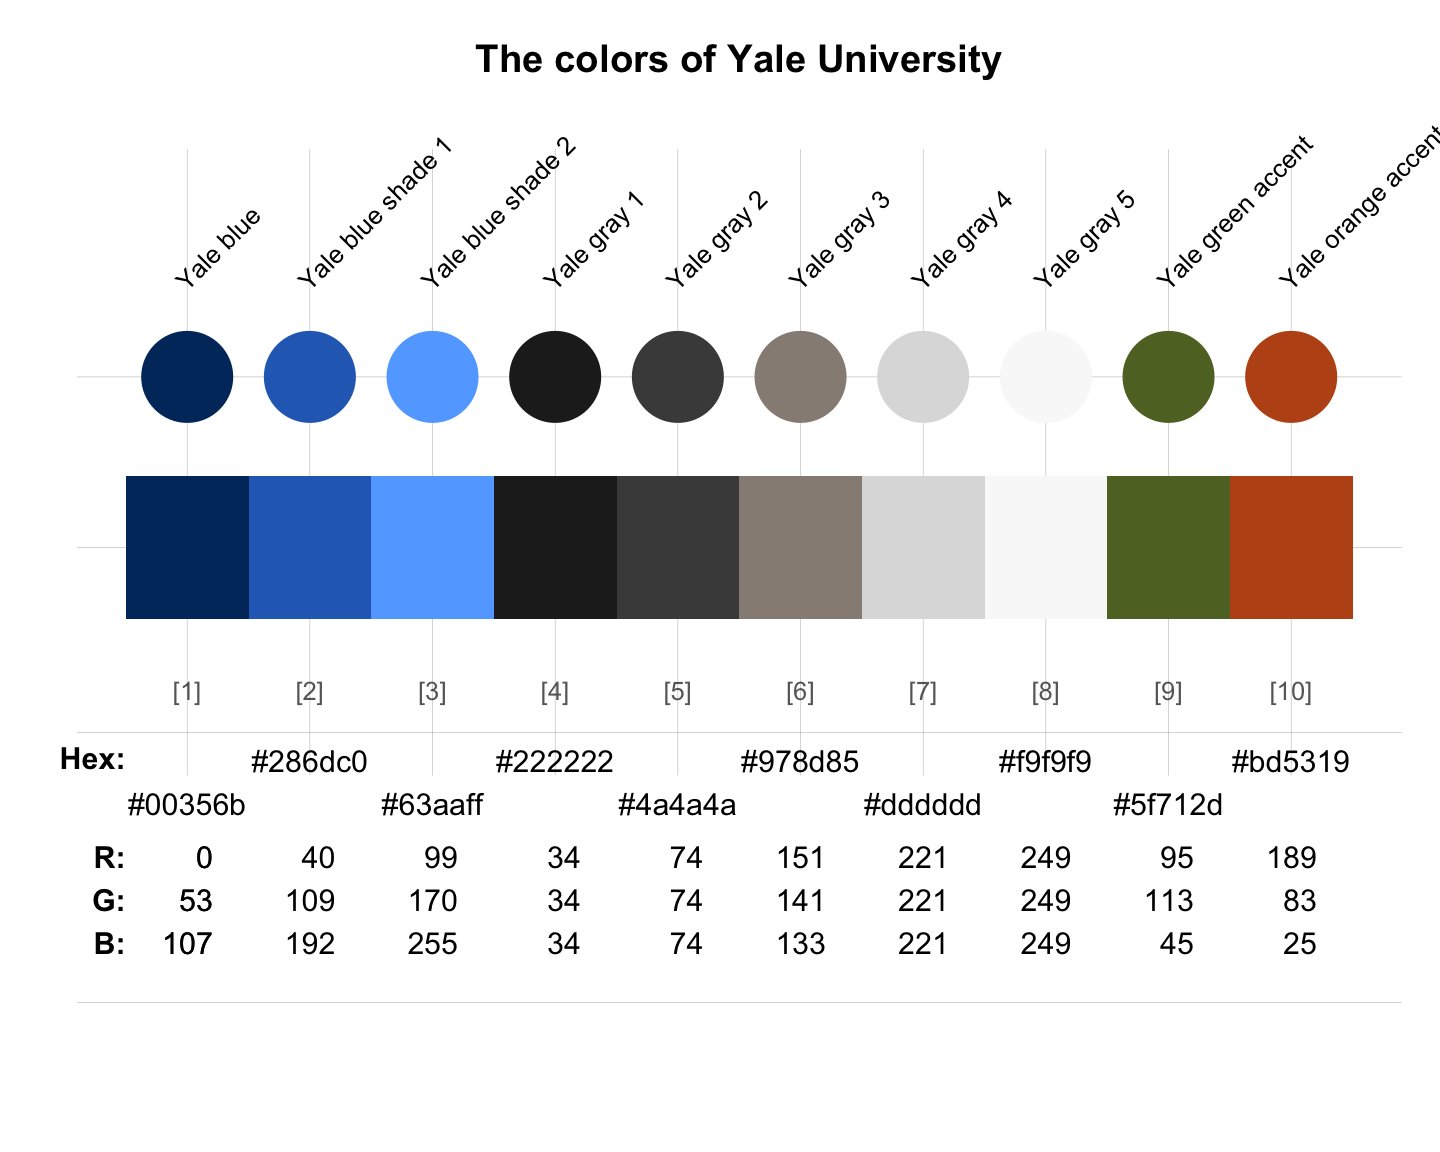 The colors of Yale University
Yale blue
Yale blue shade 1
Yale blue shade 2
Yale gray 1
Yale gray 2
Yale gray 3
Yale gray 4
Yale gray 5
Yale green accent
Yale orange accent
[1] [2] [3] [4] [5] [6] [7] [8] [9] [10]
Hex: #286dc0 #222222 #978d85 #f9f9f9 #bd5319
#00356b #63aaff #4a4a4a #dddddd #5f712d
R: 0 40 99 34 74 151 221 249 95 189
G: 53 109 170 34 74 141 221 249 113 83
B: 107 192 255 34 74 133 221 249 45 25